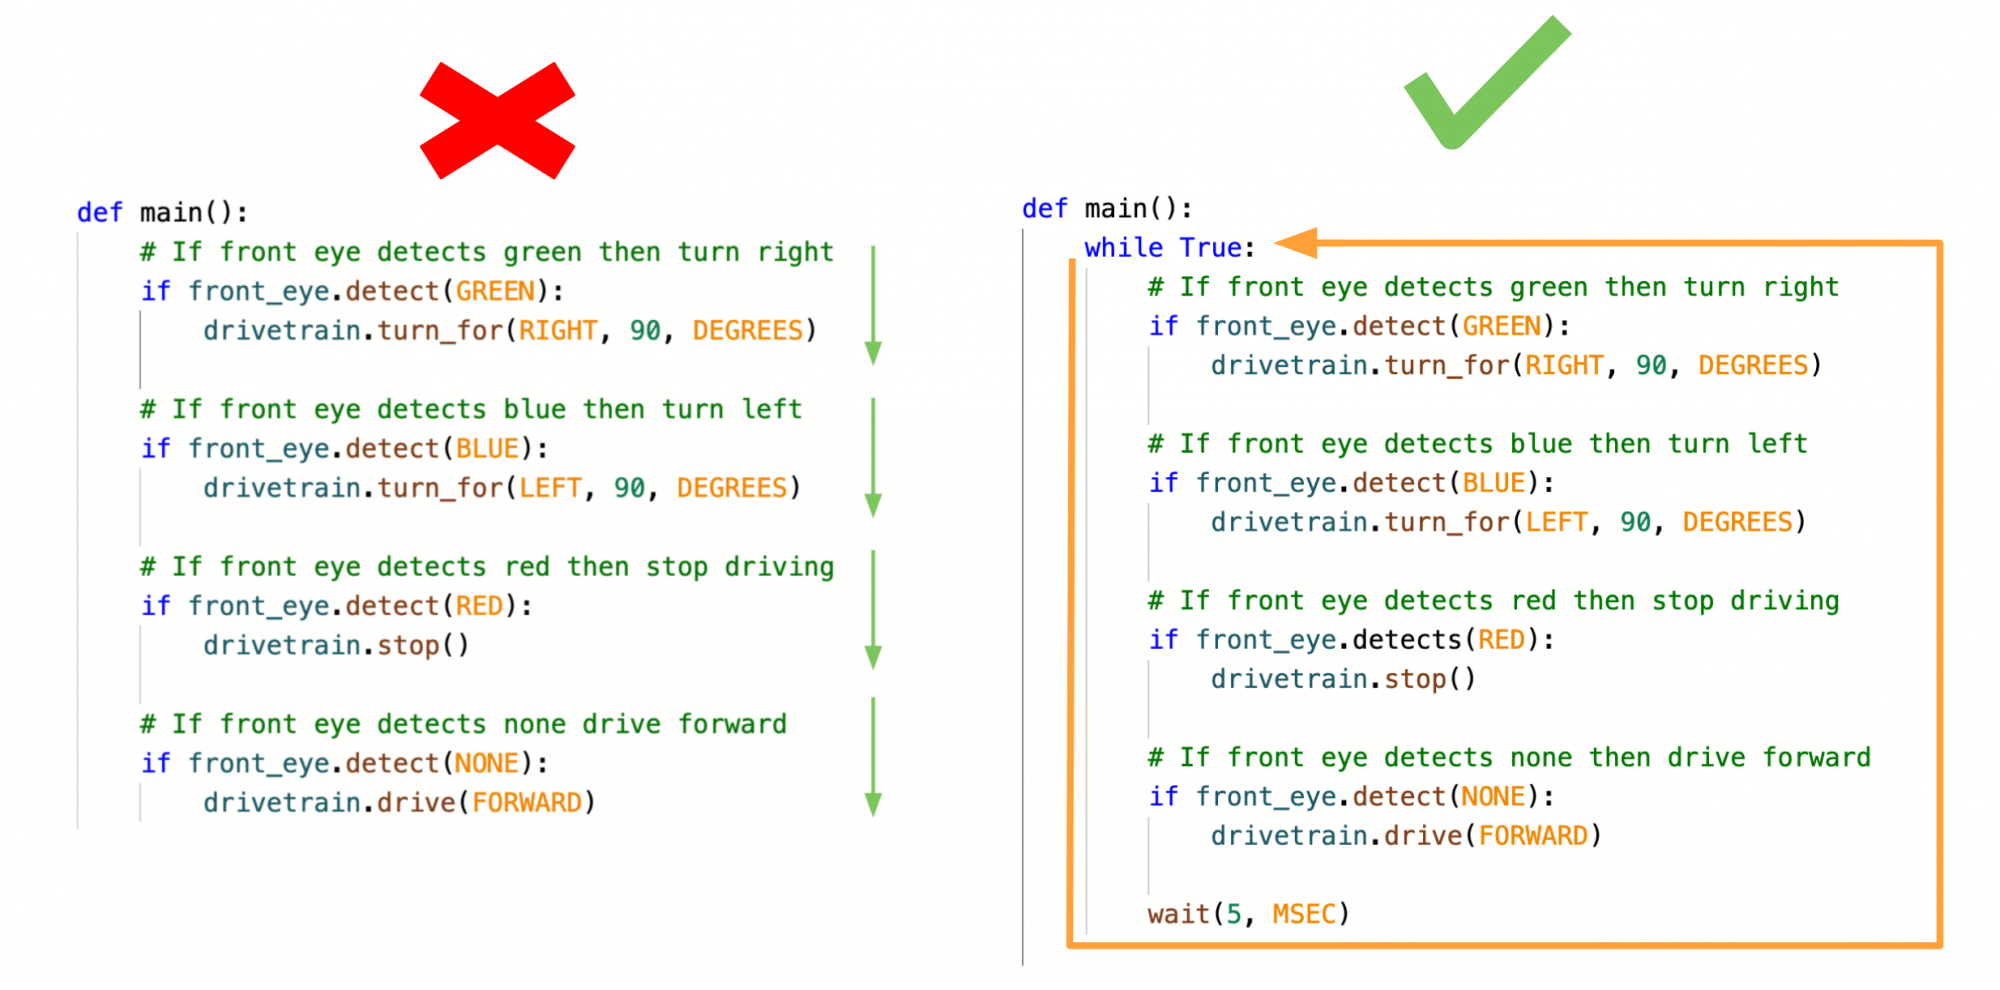 def main():
    # If front eye detects green then turn right
    if front_eye.detect(GREEN):
        drivetrain.turn_for(RIGHT, 90, DEGREES)
    # If front eye detects blue then turn left
    if front_eye.detect(BLUE):
        drivetrain.turn_for(LEFT, 90, DEGREES)
    # If front eye detects red then stop driving
    if front_eye.detect(RED):
        drivetrain.stop()
    # If front eye detects none drive forward
    if front_eye.detect(NONE):
        drivetrain.drive(FORWARD)
def main():
    while True:
        # If front eye detects green then turn right
        if front_eye.detect(GREEN):
            drivetrain.turn_for(RIGHT, 90, DEGREES)
        # If front eye detects blue then turn left
        if front_eye.detect(BLUE):
            drivetrain.turn_for(LEFT, 90, DEGREES)
        # If front eye detects red then stop driving
        if front_eye.detects(RED):
            drivetrain.stop()
        # If front eye detects none then drive forward
        if front_eye.detect(NONE):
            drivetrain.drive(FORWARD)
        wait(5, MSEC)